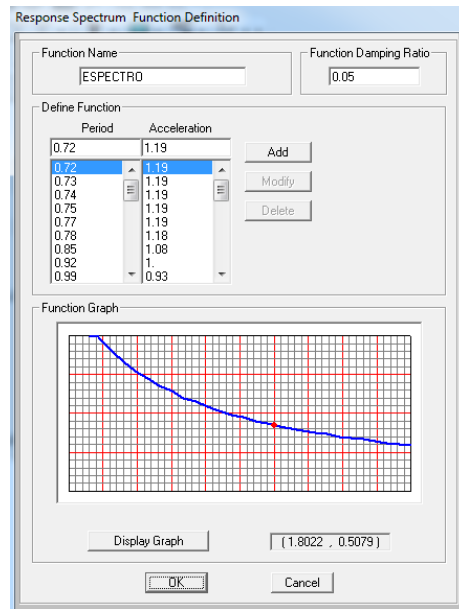 Response Spectrum Function Definition
Function Name
ESPECTRO
Function Damping Ratio
0.05
Define Function
Period Acceleration
0.72 1.19
Add
0.72 1.19
0.73 1.19
Modify
0.74 1.19
0.75 1.19
0.77 1.19
Delete
0.78 1.18
0.85 1.08
0.92 1.
0.99 0.93
Function Graph
Display Graph
( 1.8022 , 0.5079 )
OK
Cancel